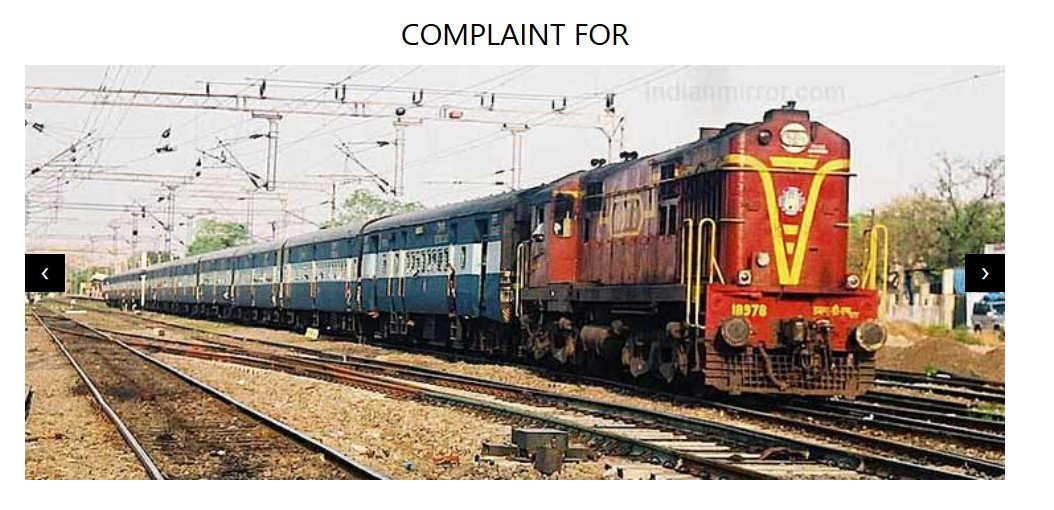 COMPLAINT FOR
indianmirror.com
‹
›
18978